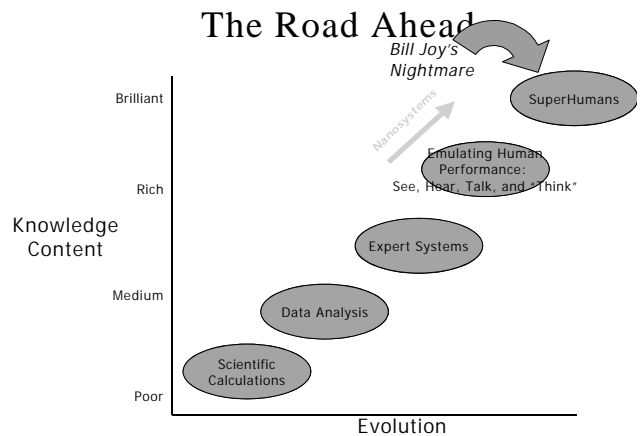 The Road Ahead
Bill Joy's
Nightmare
Brilliant
SuperHumans
Nanosystems
Emulating Human
Performance:
See, Hear, Talk, and "Think"
Rich
Knowledge
Content
Expert Systems
Medium
Data Analysis
Scientific
Calculations
Poor
Evolution